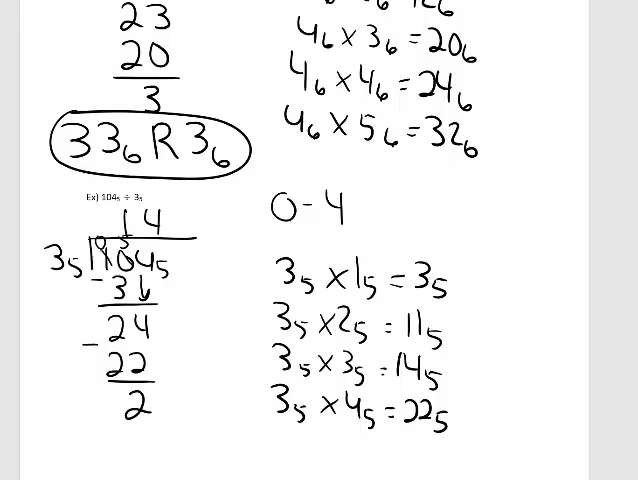 23
20
3
33₆ R 3₆
4₆ × 3₆ = 20₆
4₆ × 4₆ = 24₆
4₆ × 5₆ = 32₆
Ex) 104₅ ÷ 3₅
14
3₅ 104₅
- 3
24
- 22
2
0 - 4
3₅ × 1₅ = 3₅
3₅ × 2₅ = 11₅
3₅ × 3₅ = 14₅
3₅ × 4₅ = 22₅